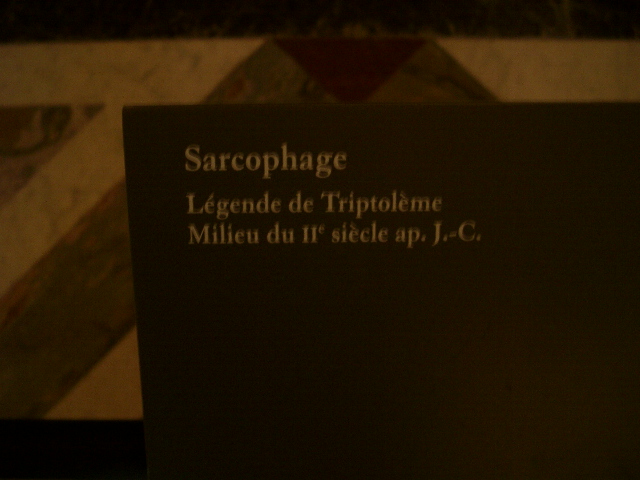 Sarcophage
Légende de Triptolème
Milieu du IIe siècle ap. J.-C.